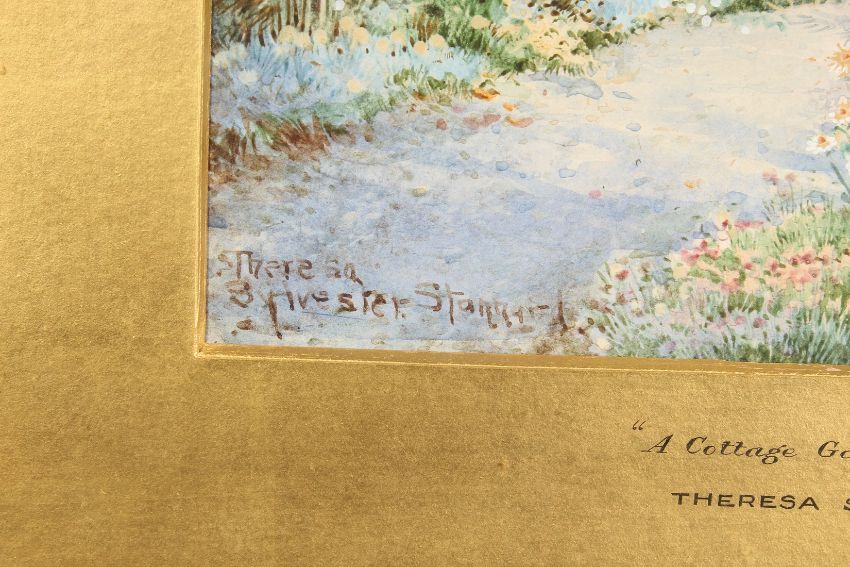 Theresa
Sylvester Stannard
"A Cottage Ga
THERESA S